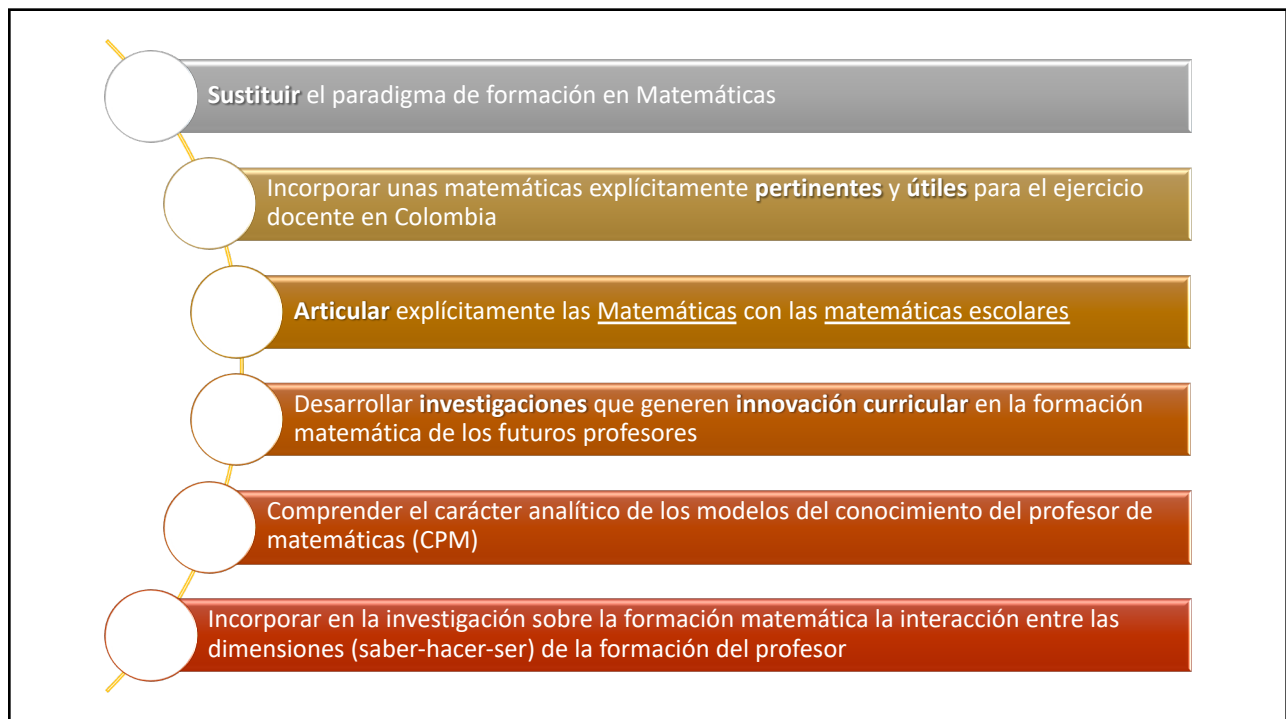 Sustituir el paradigma de formación en Matemáticas
Incorporar unas matemáticas explícitamente pertinentes y útiles para el ejercicio
docente en Colombia
Articular explícitamente las Matemáticas con las matemáticas escolares
Desarrollar investigaciones que generen innovación curricular en la formación
matemática de los futuros profesores
Comprender el carácter analítico de los modelos del conocimiento del profesor de
matemáticas (CPM)
Incorporar en la investigación sobre la formación matemática la interacción entre las
dimensiones (saber-hacer-ser) de la formación del profesor